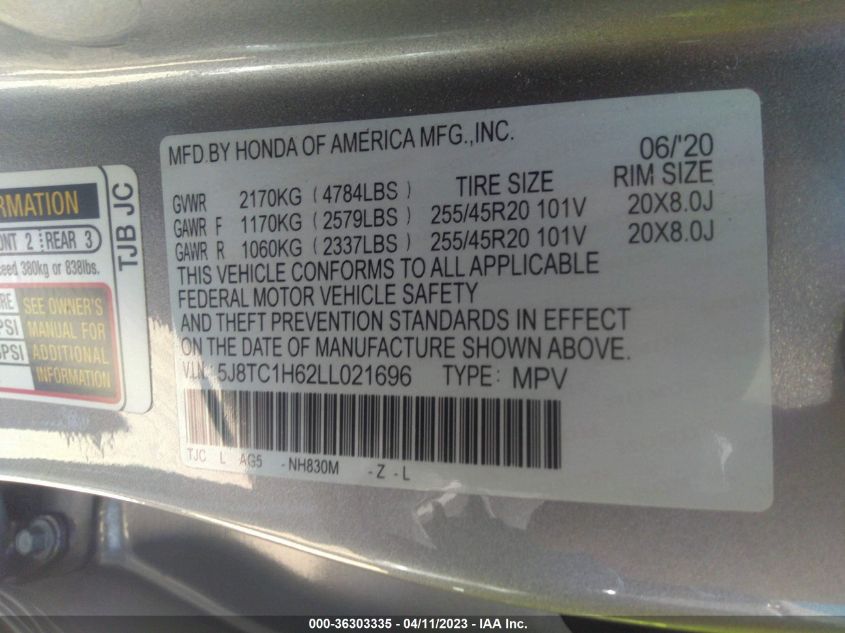 MFD.BY HONDA OF AMERICA MFG.,INC.
06/'20
GVWR 2170KG ( 4784LBS ) TIRE SIZE RIM SIZE
GAWR F 1170KG ( 2579LBS ) 255/45R20 101V 20X8.0J
GAWR R 1060KG ( 2337LBS ) 255/45R20 101V 20X8.0J
THIS VEHICLE CONFORMS TO ALL APPLICABLE
FEDERAL MOTOR VEHICLE SAFETY
AND THEFT PREVENTION STANDARDS IN EFFECT
ON THE DATE OF MANUFACTURE SHOWN ABOVE.
V.I.N. 5J8TC1H62LL021696 TYPE: MPV
TJC L AG5 -NH830M -Z -L
TJB JC
RMATION
ONT 2 REAR 3
ceed 380kg or 838lbs.
RE
PSI
PSI
SEE OWNER'S
MANUAL FOR
ADDITIONAL
INFORMATION
000-36303335 - 04/11/2023 - IAA Inc.